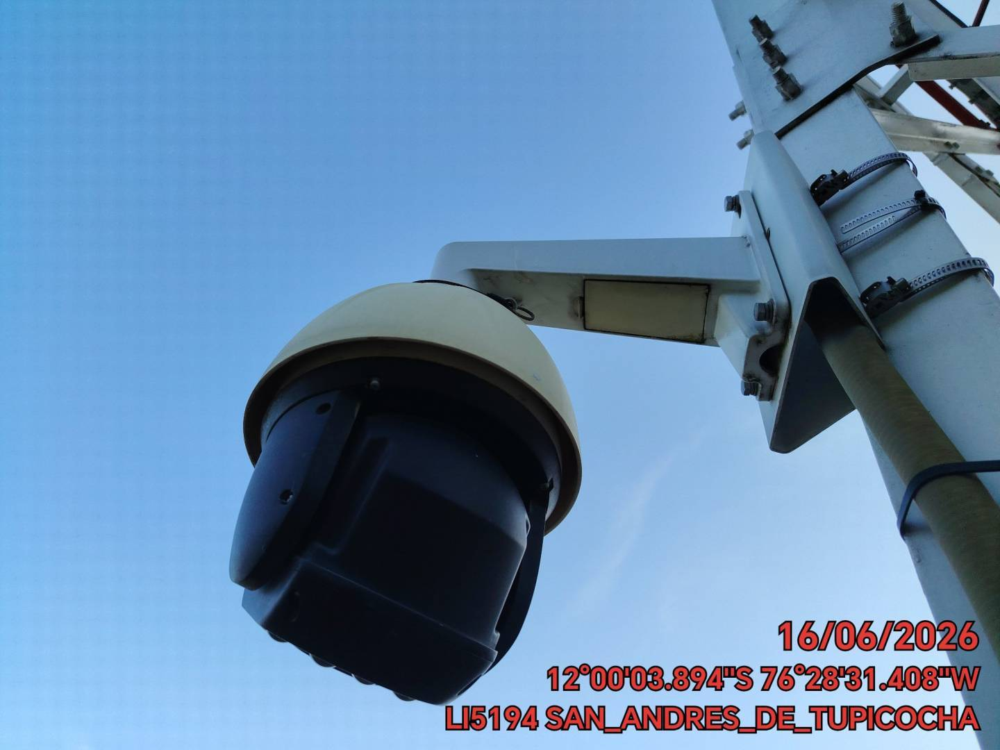 16/06/2026
12°00'03.894"S 76°28'31.408"W
LI5194 SAN_ANDRES_DE_TUPICOCHA